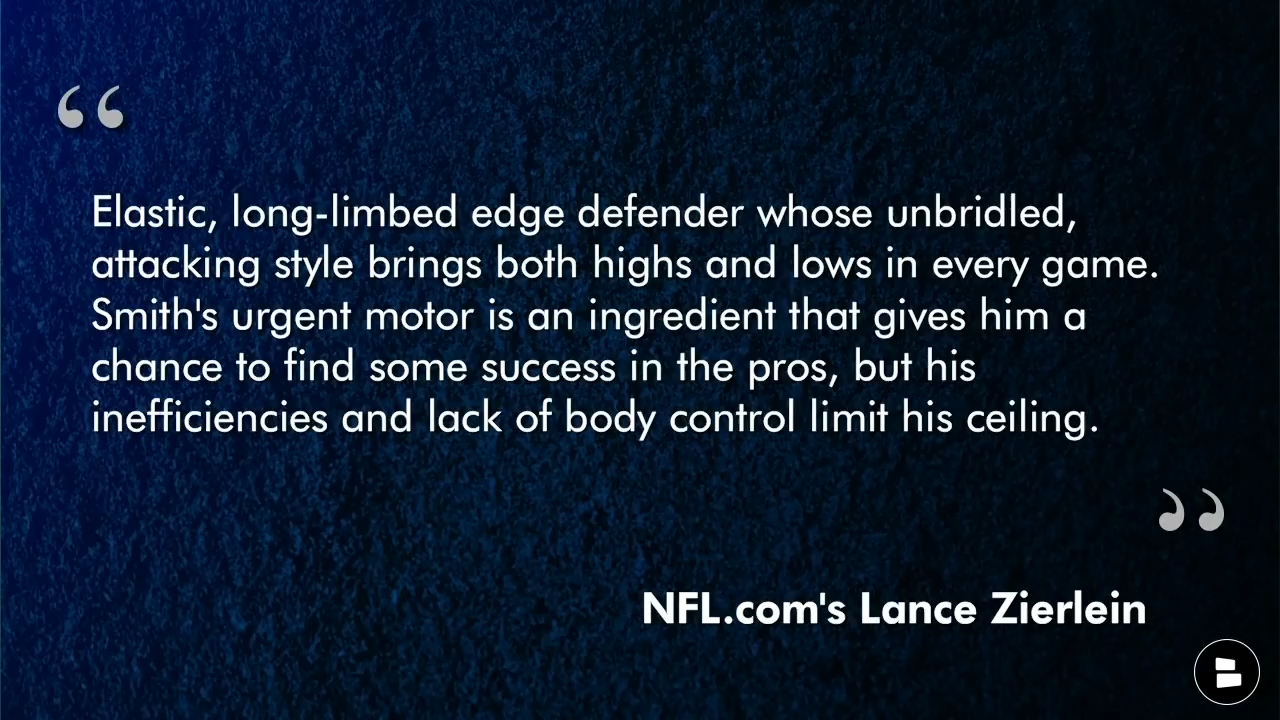 “
Elastic, long-limbed edge defender whose unbridled,
attacking style brings both highs and lows in every game.
Smith's urgent motor is an ingredient that gives him a
chance to find some success in the pros, but his
inefficiencies and lack of body control limit his ceiling.
”
NFL.com's Lance Zierlein